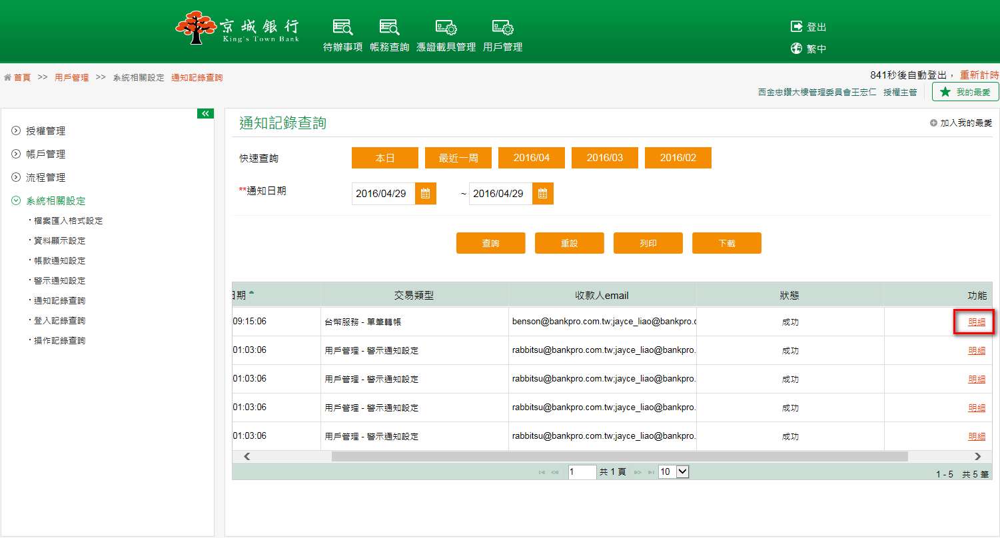 京城銀行
King's Town Bank
待辦事項 帳務查詢 憑證載具管理 用戶管理
登出
繁中
首頁 >> 用戶管理 >> 系統相關設定 通知記錄查詢
841秒後自動登出， 重新計時
西金忠鑽大樓管理委員會王宏仁 授權主管
我的最愛
授權管理
帳戶管理
流程管理
系統相關設定
・檔案匯入格式設定
・資料顯示設定
・帳款通知設定
・警示通知設定
・通知記錄查詢
・登入記錄查詢
・操作記錄查詢
通知記錄查詢
加入我的最愛
快速查詢 本日 最近一周 2016/04 2016/03 2016/02
**通知日期 2016/04/29 ~ 2016/04/29
查詢 重設 列印 下載
日期 交易類型 收款人email 狀態 功能
09:15:06 台幣服務 - 單筆轉帳 benson@bankpro.com.tw;jayce_liao@bankpro.c 成功 明細
01:03:06 用戶管理 - 警示通知設定 rabbitsu@bankpro.com.tw;jayce_liao@bankpro. 成功 明細
01:03:06 用戶管理 - 警示通知設定 rabbitsu@bankpro.com.tw;jayce_liao@bankpro. 成功 明細
01:03:06 用戶管理 - 警示通知設定 rabbitsu@bankpro.com.tw;jayce_liao@bankpro. 成功 明細
01:03:06 用戶管理 - 警示通知設定 rabbitsu@bankpro.com.tw;jayce_liao@bankpro. 成功 明細
1 共 1 頁 10
1 - 5 共 5 筆